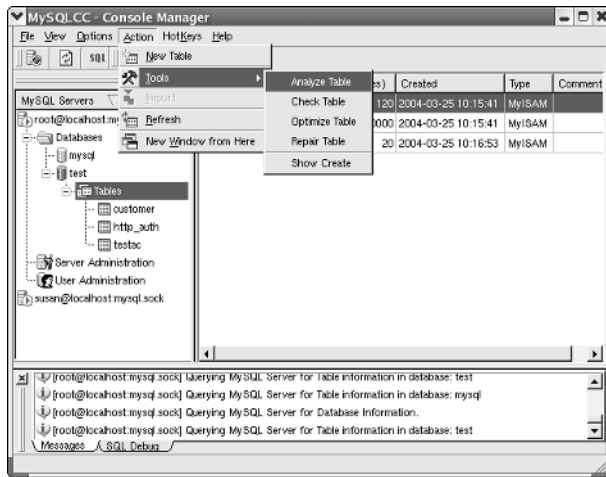 MySQLCC - Console Manager
File View Options Action HotKeys Help
SQL
New Table
Tools
Import
Refresh
New Window from Here
Analyze Table
Check Table
Optimize Table
Repair Table
Show Create
Created Type Comment
120 2004-03-25 10:15:41 MyISAM
2004-03-25 10:15:41 MyISAM
20 2004-03-25 10:16:53 MyISAM
MySQL Servers
root@localhost:my
Databases
mysql
test
Tables
customer
http_auth
testac
Server Administration
User Administration
susan@localhost:mysql.sock
[root@localhost:mysql.sock] Querying MySQL Server for Table information in database: test
[root@localhost:mysql.sock] Querying MySQL Server for Table information in database: mysql
[root@localhost:mysql.sock] Querying MySQL Server for Database Information.
[root@localhost:mysql.sock] Querying MySQL Server for Table information in database: test
Messages SQL Debug